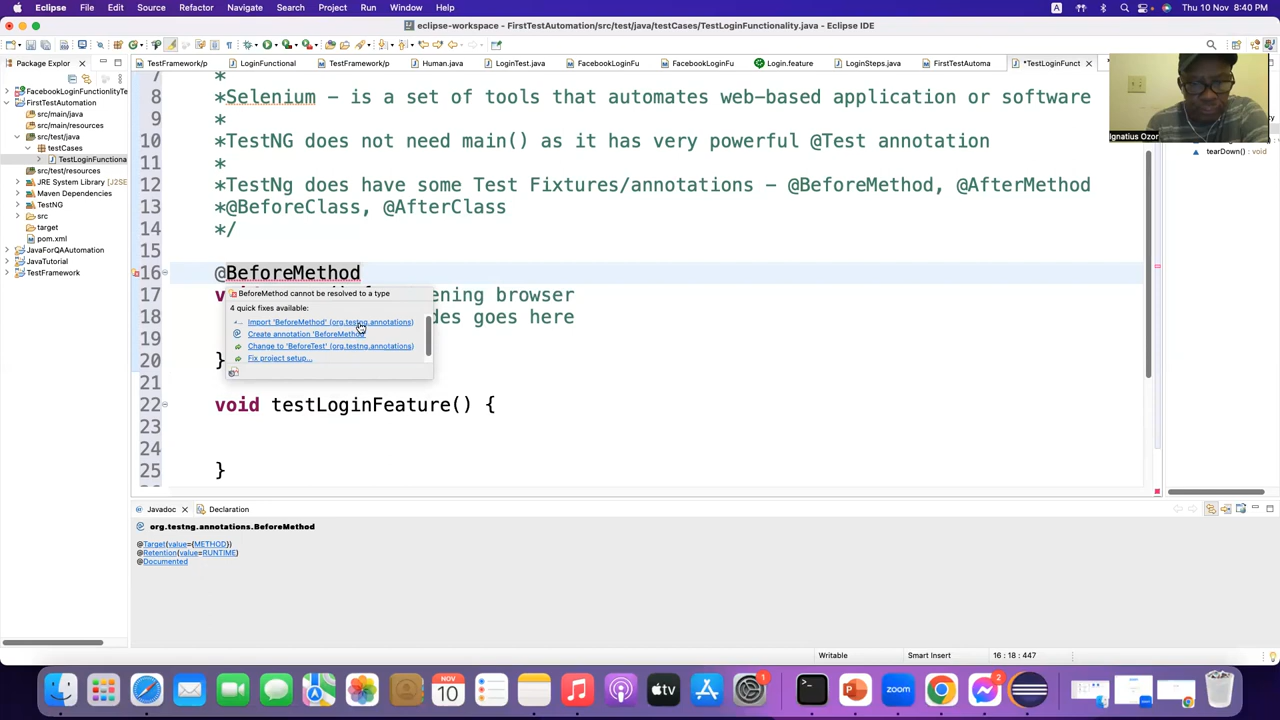 Eclipse File Edit Source Refactor Navigate Search Project Run Window Help A Thu 10 Nov 8:40 PM
eclipse-workspace - FirstTestAutomation/src/test/java/testCases/TestLoginFunctionality.java - Eclipse IDE
Package Explor
TestFramework/p LoginFunctional TestFramework/p Human.java LoginTest.java FacebookLoginFu FacebookLoginFu Login.feature LoginSteps.java FirstTestAutoma *TestLoginFunct
FacebookLoginFunctionlityTe
FirstTestAutomation
src/main/java
src/main/resources
src/test/java
testCases
TestLoginFunctiona
src/test/resources
JRE System Library [J2SE
Maven Dependencies
TestNG
src
target
pom.xml
JavaForQAAutomation
JavaTutorial
TestFramework
7 *
8 *Selenium - is a set of tools that automates web-based application or software
9 *
10 *TestNG does not need main() as it has very powerful @Test annotation
11 *
12 *TestNg does have some Test Fixtures/annotations - @BeforeMethod, @AfterMethod
13 *@BeforeClass, @AfterClass
14 */
15
16 @BeforeMethod
17 ening browser
18 des goes here
19
20 }
21
22 void testLoginFeature() {
23
24
25 }
BeforeMethod cannot be resolved to a type
4 quick fixes available:
Import 'BeforeMethod' (org.testng.annotations)
Create annotation 'BeforeMethod'
Change to 'BeforeTest' (org.testng.annotations)
Fix project setup...
Ignatius Ozor
tearDown() : void
Javadoc Declaration
org.testng.annotations.BeforeMethod
@Target(value={METHOD})
@Retention(value=RUNTIME)
@Documented
Writable Smart Insert 16 : 18 : 447
NOV
10
tv
1
zoom
2